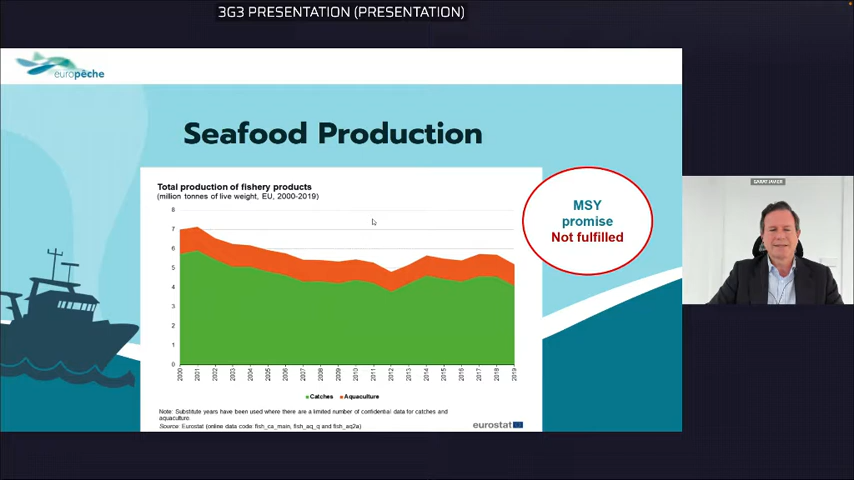 3G3 PRESENTATION (PRESENTATION)
europêche
Seafood Production
Total production of fishery products
(million tonnes of live weight, EU, 2000-2019)
8
7
6
5
4
3
2
1
0
2000
2001
2002
2003
2004
2005
2006
2007
2008
2009
2010
2011
2012
2013
2014
2015
2016
2017
2018
2019
Catches Aquaculture
Note: Substitute years have been used where there are a limited number of confidential data for catches and
aquaculture.
Source: Eurostat (online data code: fish_ca_main, fish_aq_q and fish_aq2a)
eurostat
MSY
promise
Not fulfilled